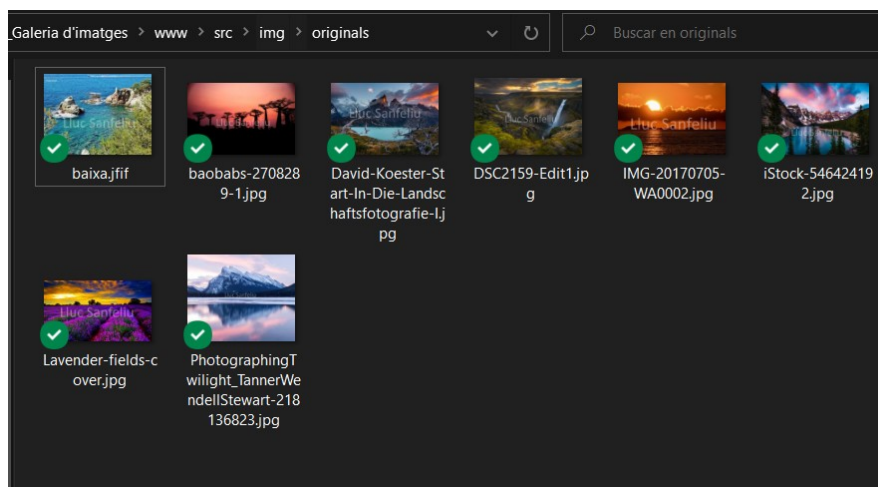 _Galeria d'imatges > www > src > img > originals
Buscar en originals
Lluc Sanfeliu
Lluc Sanfeliu
Lluc Sanfeliu
Lluc Sanfeliu
baixa.jfif
baobabs-270828
9-1.jpg
David-Koester-St
art-In-Die-Landsc
haftsfotografie-I.j
pg
DSC2159-Edit1.jp
g
IMG-20170705-
WA0002.jpg
iStock-54642419
2.jpg
Lluc Sanfeliu
Lavender-fields-c
over.jpg
PhotographingT
wilight_TannerWe
ndellStewart-218
136823.jpg